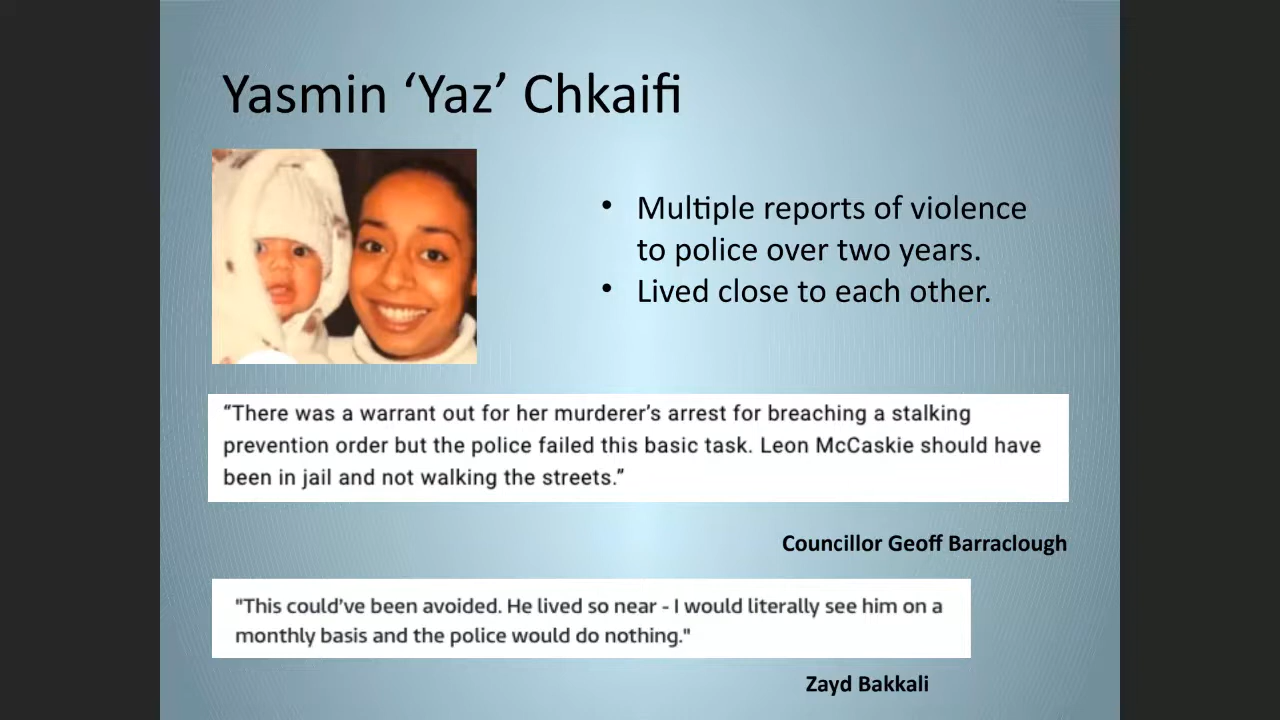 Yasmin ‘Yaz’ Chkaifi
• Multiple reports of violence
to police over two years.
• Lived close to each other.
“There was a warrant out for her murderer’s arrest for breaching a stalking
prevention order but the police failed this basic task. Leon McCaskie should have
been in jail and not walking the streets.”
Councillor Geoff Barraclough
"This could’ve been avoided. He lived so near - I would literally see him on a
monthly basis and the police would do nothing."
Zayd Bakkali